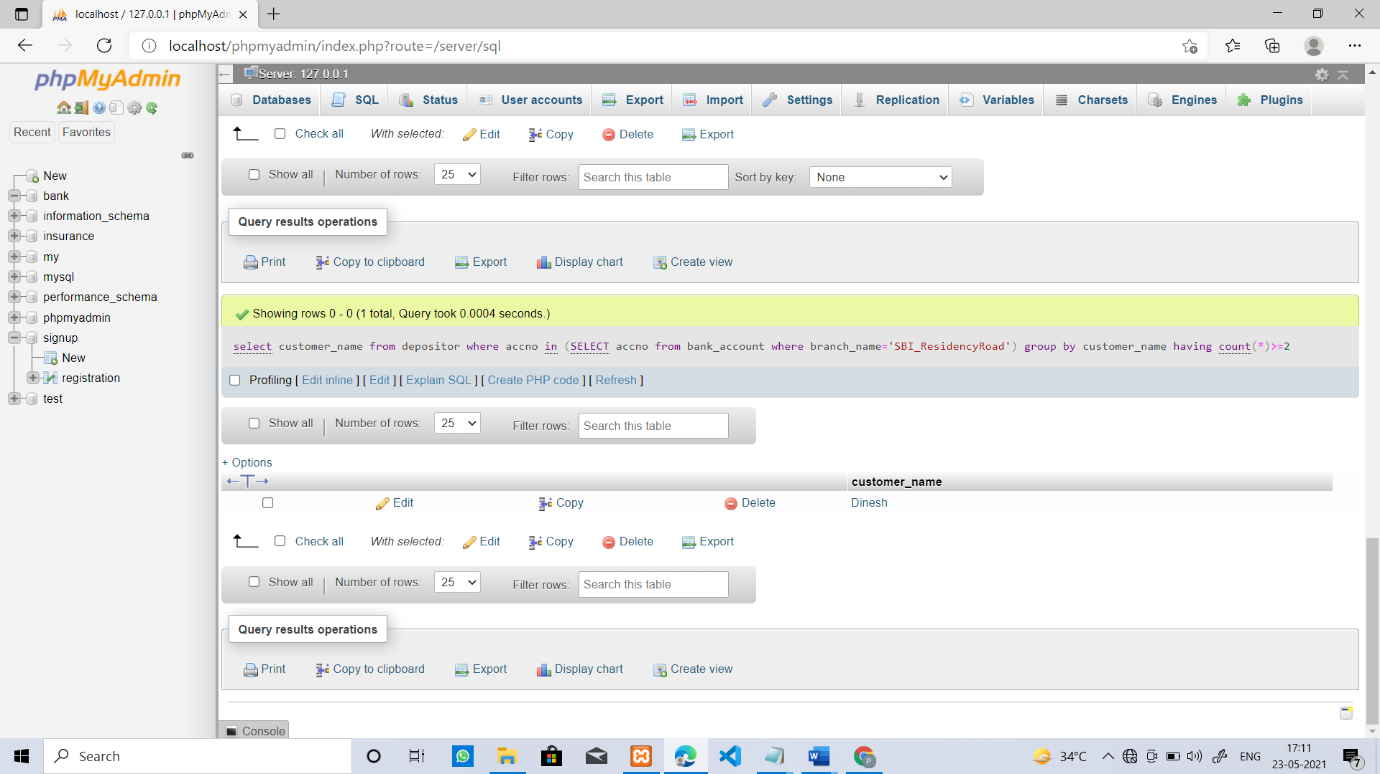 localhost / 127.0.0.1 | phpMyAdn
localhost/phpmyadmin/index.php?route=/server/sql
phpMyAdmin
Recent Favorites
New
bank
information_schema
insurance
my
mysql
performance_schema
phpmyadmin
signup
New
registration
test
Server: 127.0.0.1
Databases SQL Status User accounts Export Import Settings Replication Variables Charsets Engines Plugins
Check all With selected: Edit Copy Delete Export
Show all Number of rows: 25 Filter rows: Search this table Sort by key: None
Query results operations
Print Copy to clipboard Export Display chart Create view
Showing rows 0 - 0 (1 total, Query took 0.0004 seconds.)
select customer_name from depositor where accno in (SELECT accno from bank_account where branch_name='SBI_ResidencyRoad') group by customer_name having count(*)>=2
Profiling [ Edit inline ] [ Edit ] [ Explain SQL ] [ Create PHP code ] [ Refresh ]
Show all Number of rows: 25 Filter rows: Search this table
+ Options
←T→ customer_name
Edit Copy Delete Dinesh
Check all With selected: Edit Copy Delete Export
Show all Number of rows: 25 Filter rows: Search this table
Query results operations
Print Copy to clipboard Export Display chart Create view
Console
Search 34°C ENG 17:11
23-05-2021 7